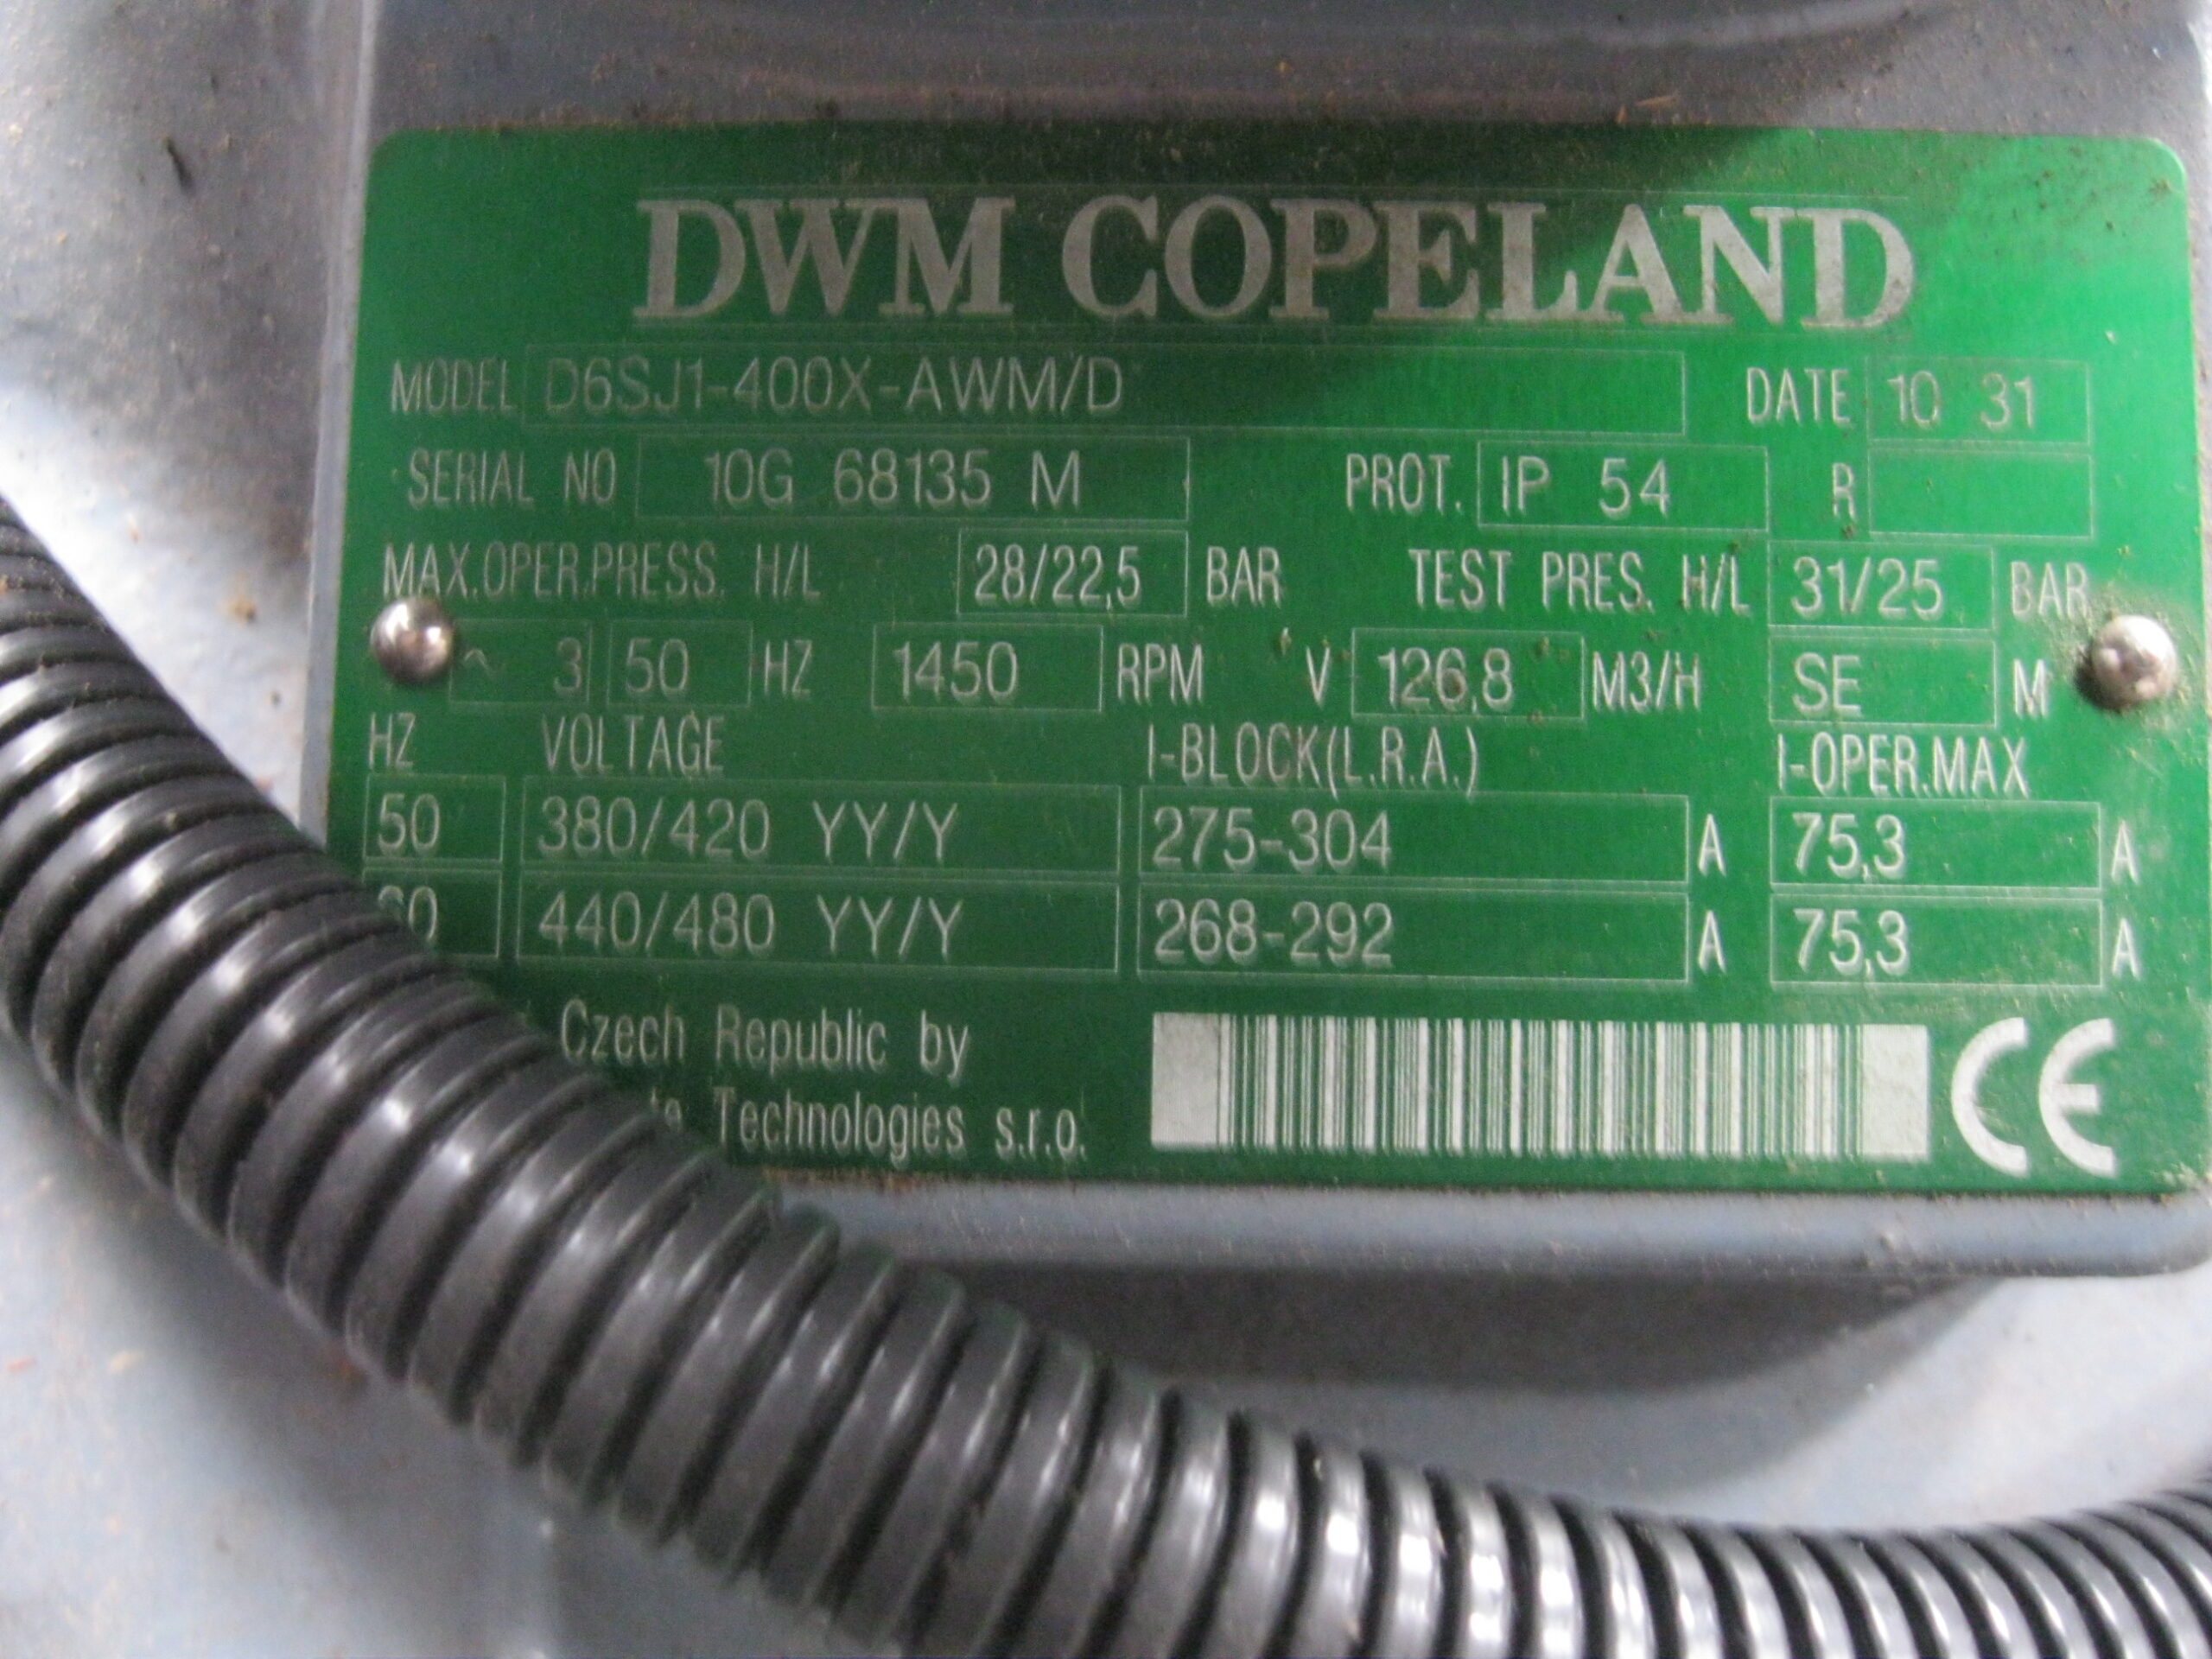 DWM COPELAND
MODEL D6SJ1-400X-AWM/D DATE 10 31
SERIAL NO 10G 68135 M PROT. IP 54 R
MAX.OPER.PRESS. H/L 28/22,5 BAR TEST PRES. H/L 31/25 BAR
~ 3 50 HZ 1450 RPM V 126,8 M3/H SE M
HZ VOLTAGE I-BLOCK(L.R.A.) I-OPER.MAX
50 380/420 YY/Y 275-304 A 75,3 A
440/480 YY/Y 268-292 A 75,3 A
Czech Republic by
Technologies s.r.o.
CE